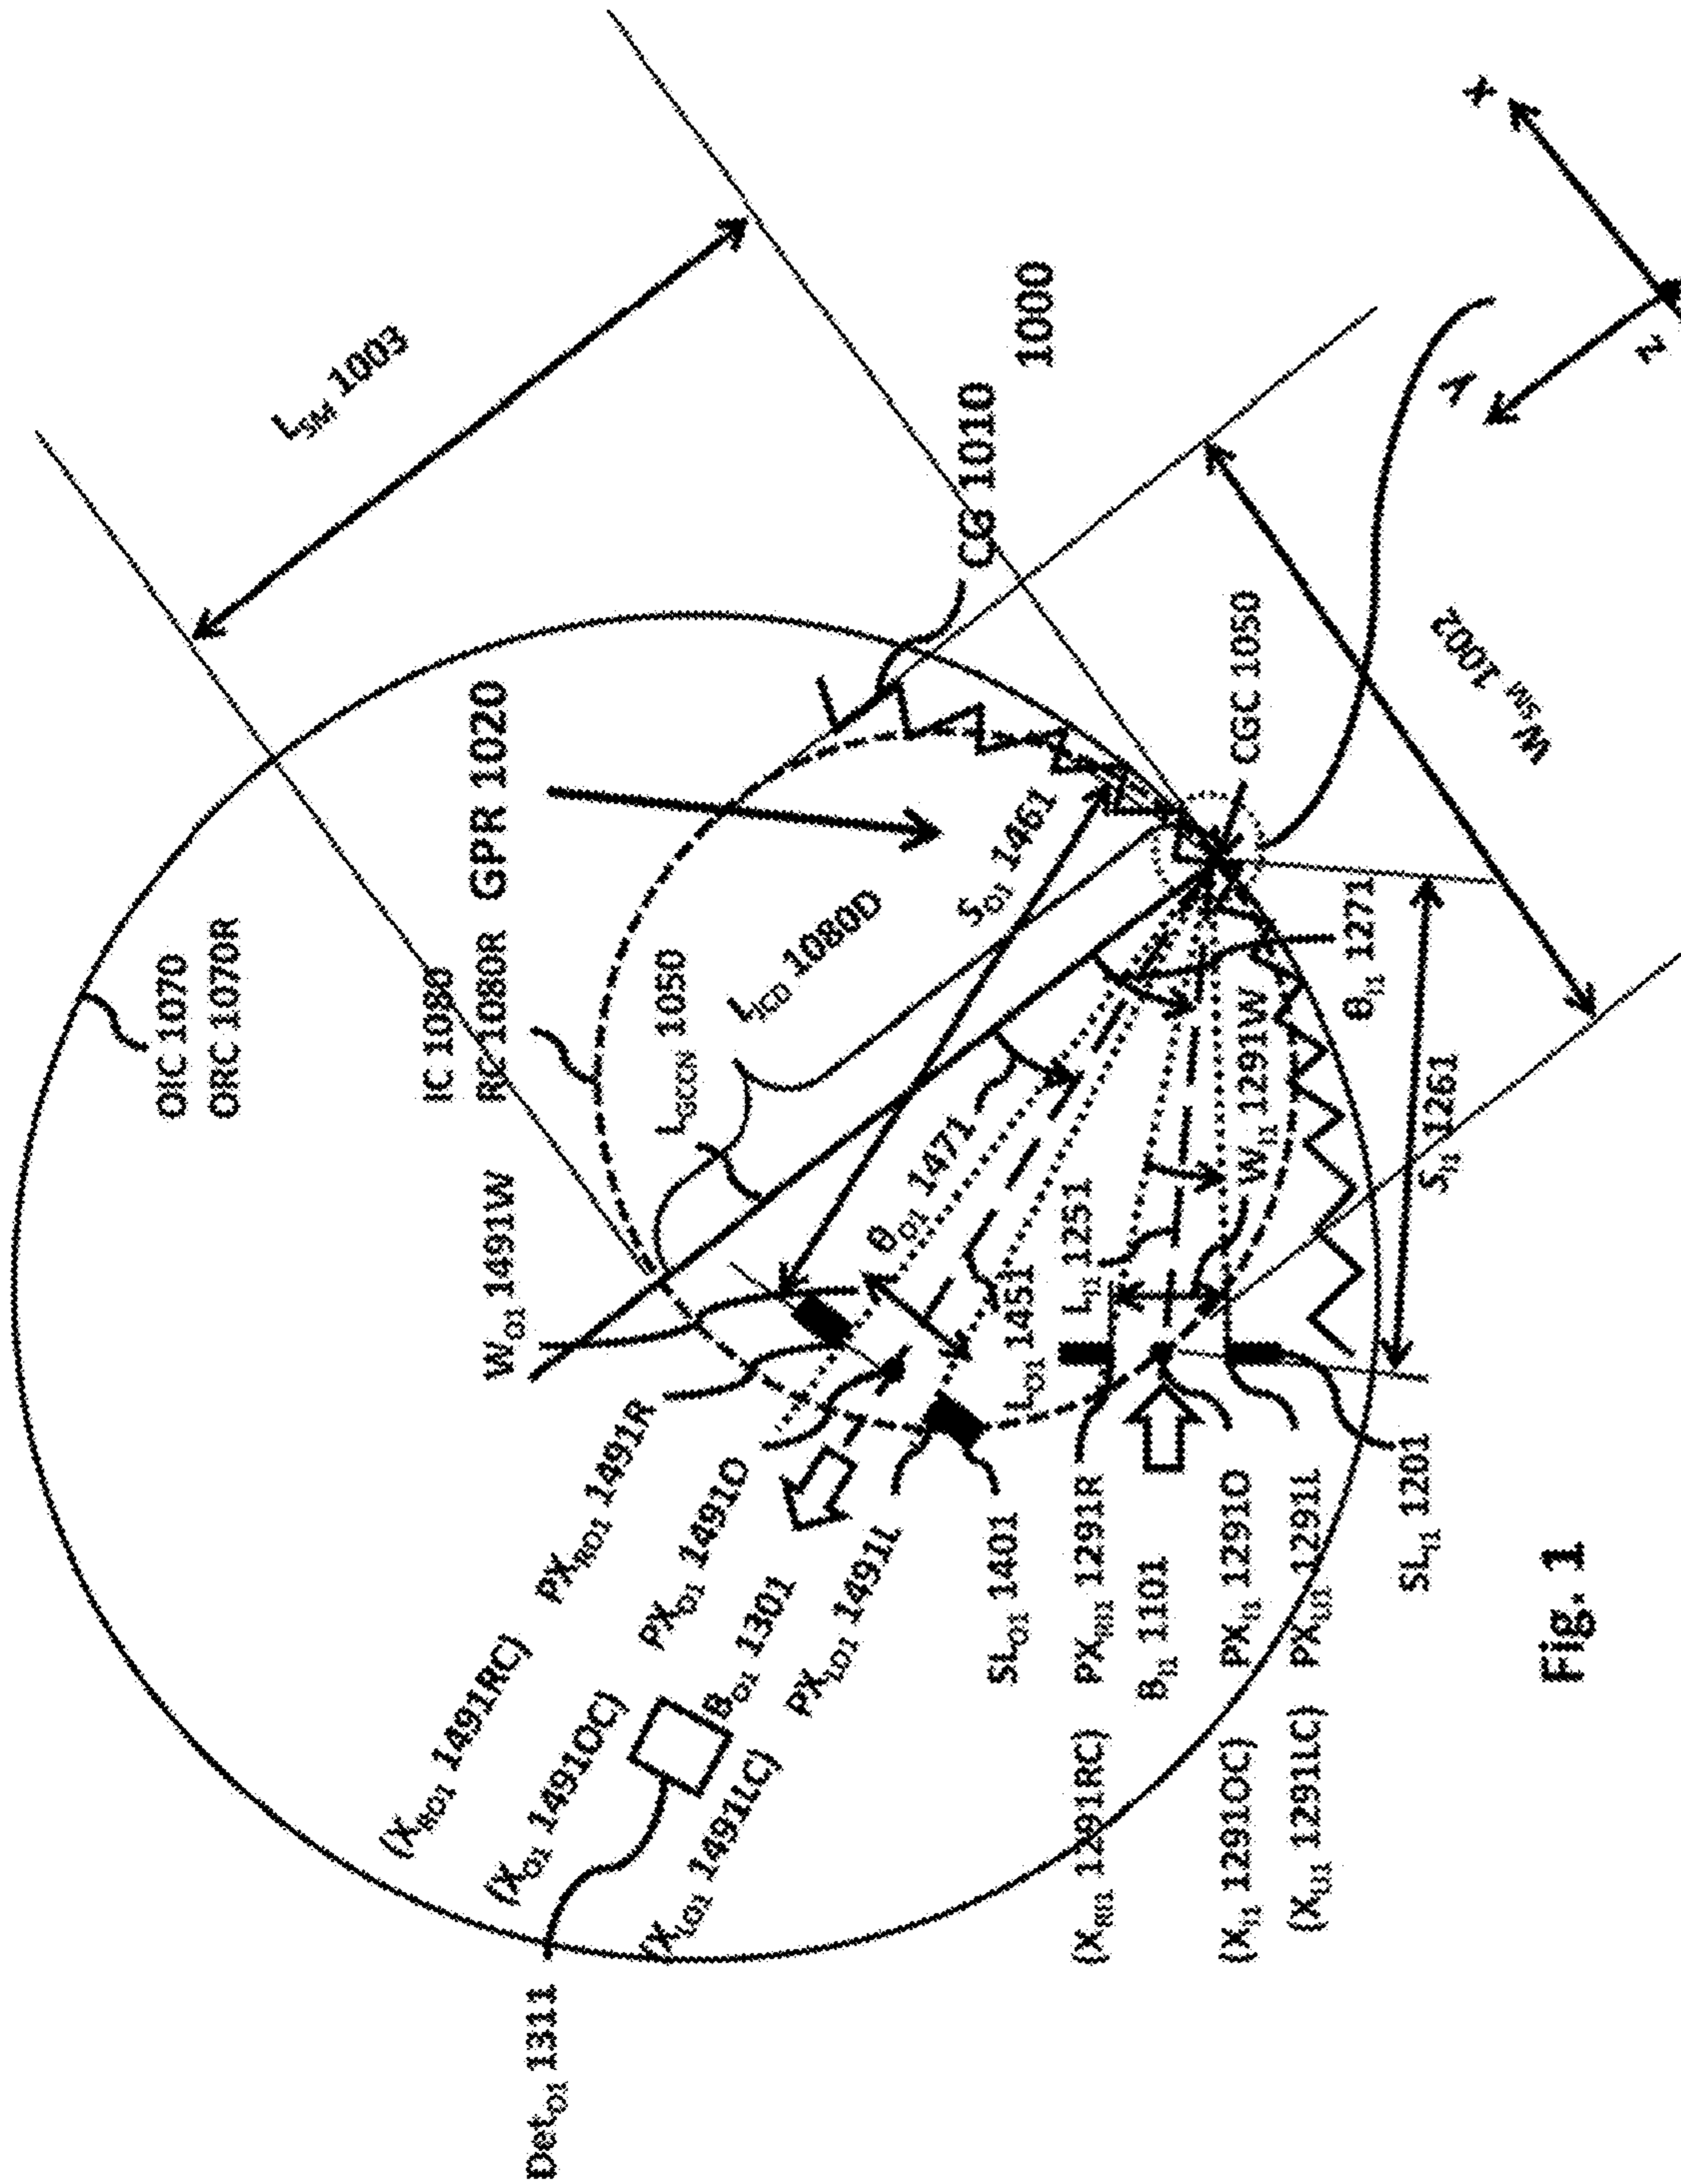 Fig. 1
Det_O1 1311
OIC 1070
ORC 1070R
IC 1080
RC 1080R
GPR 1020
L_SM 1003
CG 1010
1000
CGC 1050
W_SM 1002
X
Y
Z
L_GCCN 1050
L_ICD 1080D
S_O1 1461
W_O1 1491W
θ_O1 1471
θ_I1 1271
W_I1 1291W
L_I1 1251
L_O1 1451
S_I1 1261
PX_RO1 1491R
(X_RO1 1491RC)
PX_O1 1491O
(X_O1 1491OC)
B_O1 1301
PX_LO1 1491L
(X_LO1 1491LC)
SL_O1 1401
PX_RI1 1291R
(X_RI1 1291RC)
B_I1 1101
PX_I1 1291O
(X_I1 1291OC)
PX_LI1 1291L
(X_LI1 1291LC)
SL_I1 1201